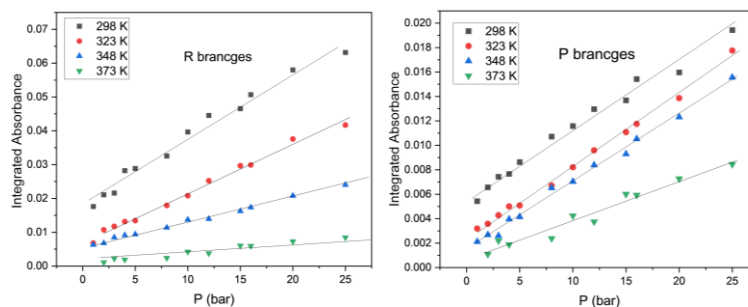 0.07
0.06
0.05
0.04
0.03
0.02
0.01
0.00
Integrated Absorbance
298 K
323 K
348 K
373 K
R brancges
0 5 10 15 20 25
P (bar)
0.020
0.018
0.016
0.014
0.012
0.010
0.008
0.006
0.004
0.002
0.000
Integrated Absorbance
298 K
323 K
348 K
373 K
P brancges
0 5 10 15 20 25
P (bar)